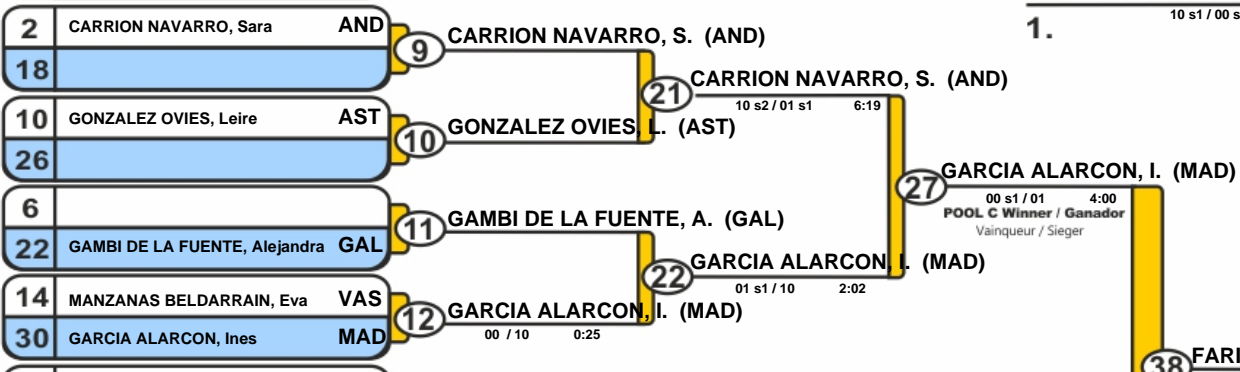 2 CARRION NAVARRO, Sara AND
18
9 CARRION NAVARRO, S. (AND)
10 GONZALEZ OVIES, Leire AST
26
10 GONZALEZ OVIES, L. (AST)
21 CARRION NAVARRO, S. (AND)
10 s2 / 01 s1 6:19
6
22 GAMBI DE LA FUENTE, Alejandra GAL
11 GAMBI DE LA FUENTE, A. (GAL)
14 MANZANAS BELDARRAIN, Eva VAS
30 GARCIA ALARCON, Ines MAD
12 GARCIA ALARCON, I. (MAD)
00 / 10 0:25
22 GARCIA ALARCON, I. (MAD)
01 s1 / 10 2:02
27 GARCIA ALARCON, I. (MAD)
00 s1 / 01 4:00
POOL C Winner / Ganador
Vainqueur / Sieger
10 s1 / 00 s
1.
38